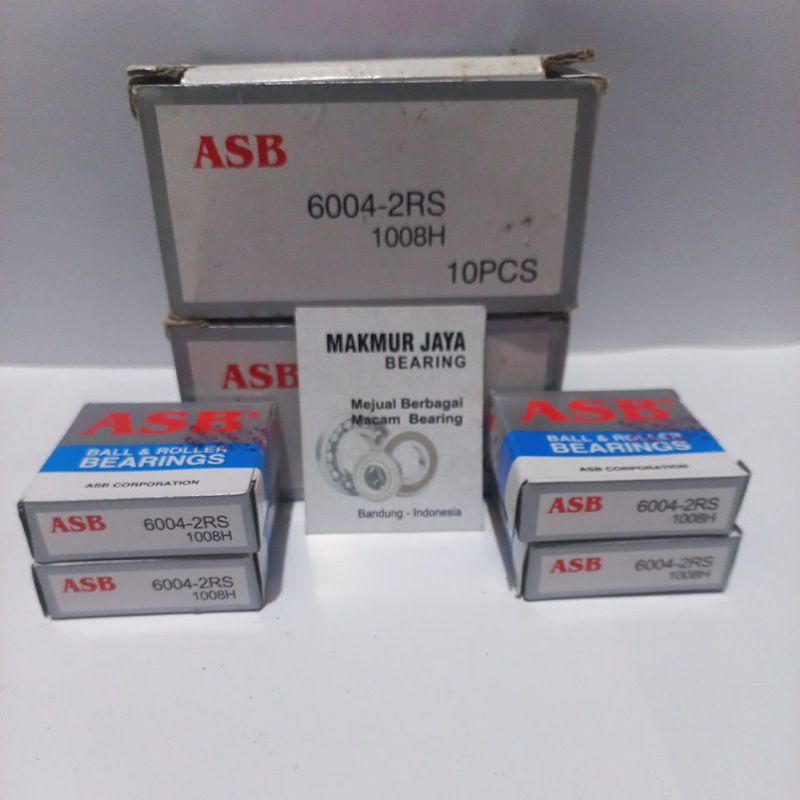 ASB
6004-2RS
1008H
10PCS
ASB
MAKMUR JAYA
BEARING
Mejual Berbagai
Macam Bearing
Bandung - Indonesia
ASB
BALL & ROLLER
BEARINGS
ASB CORPORATION
ASB 6004-2RS
1008H
ASB 6004-2RS
1008H
ASB
BALL & ROLLER
BEARINGS
ASB CORPORATION
ASB 6004-2RS
1008H
ASB 6004-2RS
1008H